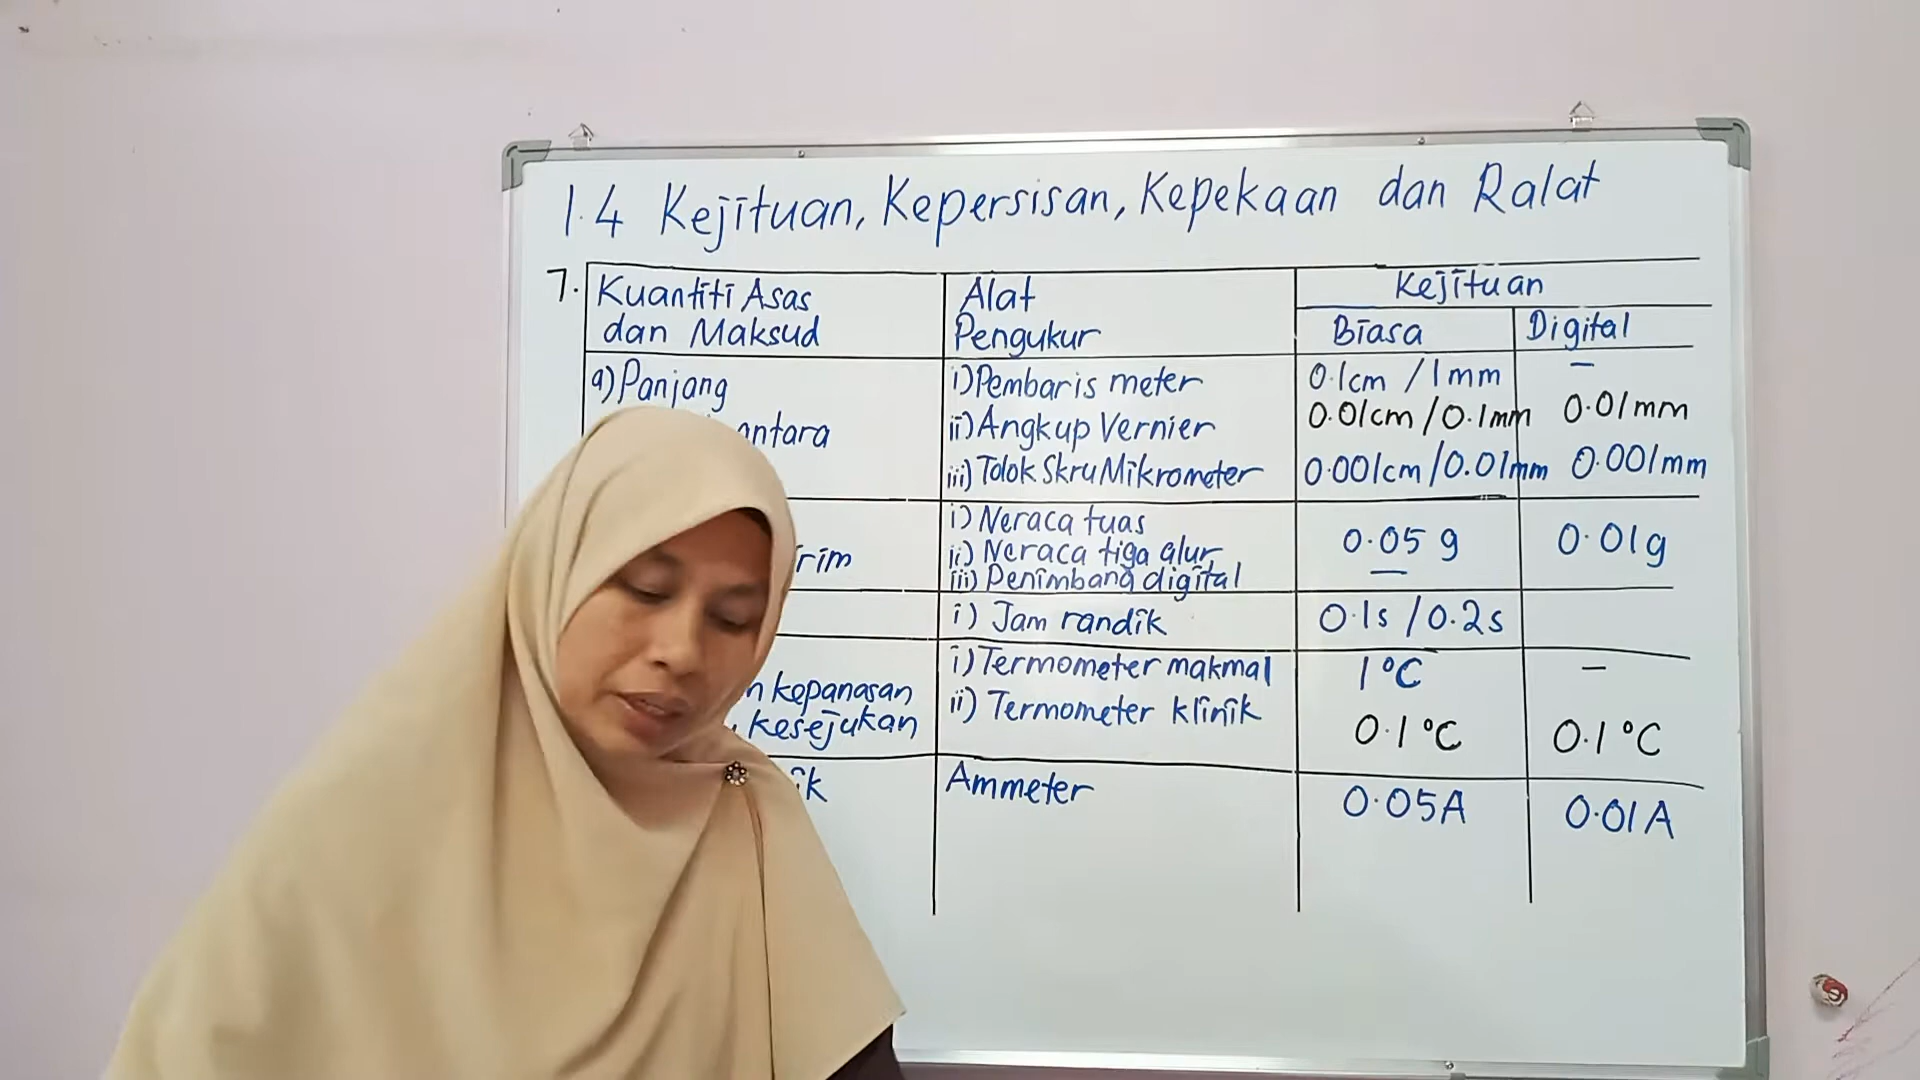 1.4 Kejituan, Kepersisan, Kepekaan dan Ralat
7. Kuantiti Asas dan Maksud
Alat Pengukur
Kejituan
Biasa
Digital
a) Panjang
antara
i) Pembaris meter
0.1cm / 1mm
–
ii) Angkup Vernier
0.01cm / 0.1mm
0.01mm
iii) Tolok Skru Mikrometer
0.001cm / 0.01mm
0.001mm
i) Neraca tuas
ii) Neraca tiga alur
iii) Penimbang digital
0.05 g
0.01g
i) Jam randik
0.1s / 0.2s
n kepanasan
kesejukan
i) Termometer makmal
1°C
–
ii) Termometer klinik
0.1°C
0.1°C
ik
Ammeter
0.05A
0.01A